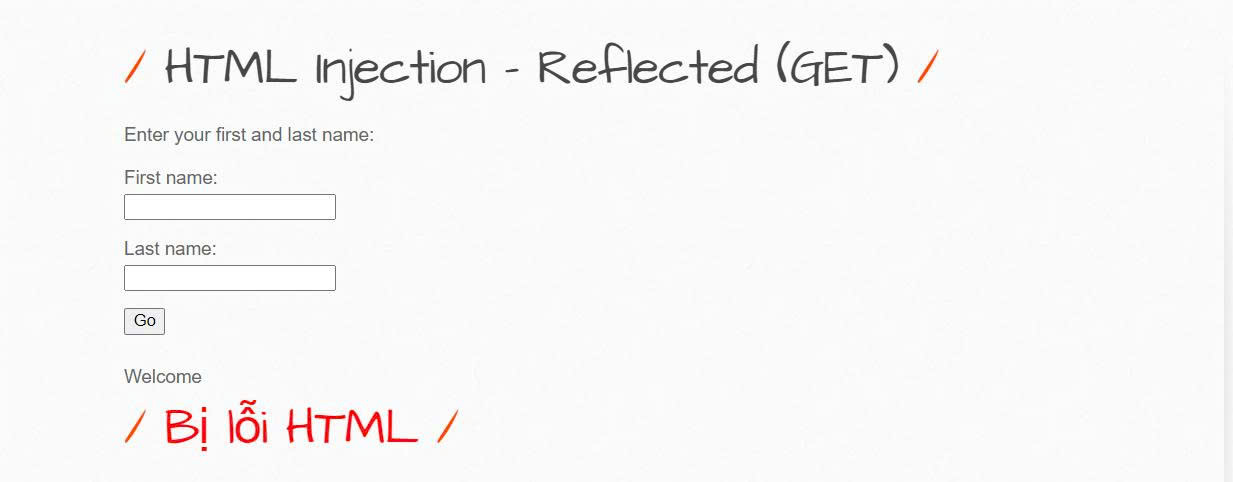 / HTML Injection - Reflected (GET) /
Enter your first and last name:
First name:
Last name:
Go
Welcome
/ Bị lỗi HTML /